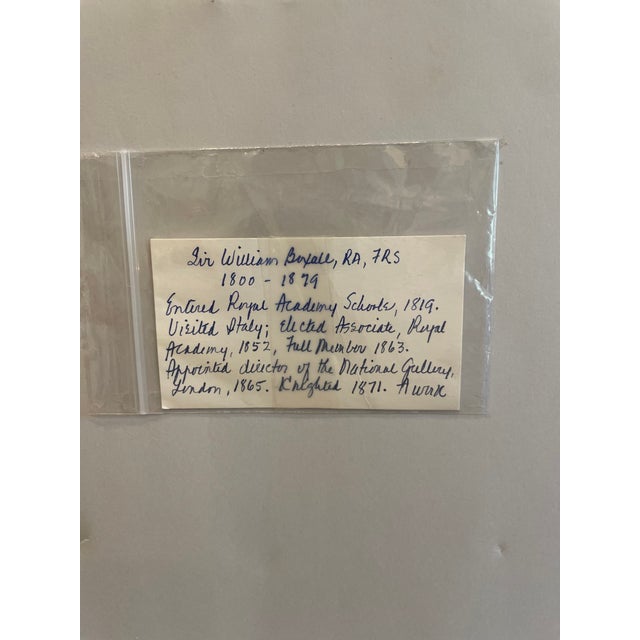 Sir William Boxall, RA, FRS
1800 - 1879
Entered Royal Academy Schools, 1819.
Visited Italy; elected Associate, Royal
Academy, 1852, Full Member 1863.
Appointed director of the National Gallery,
London, 1865. Knighted 1871. A work